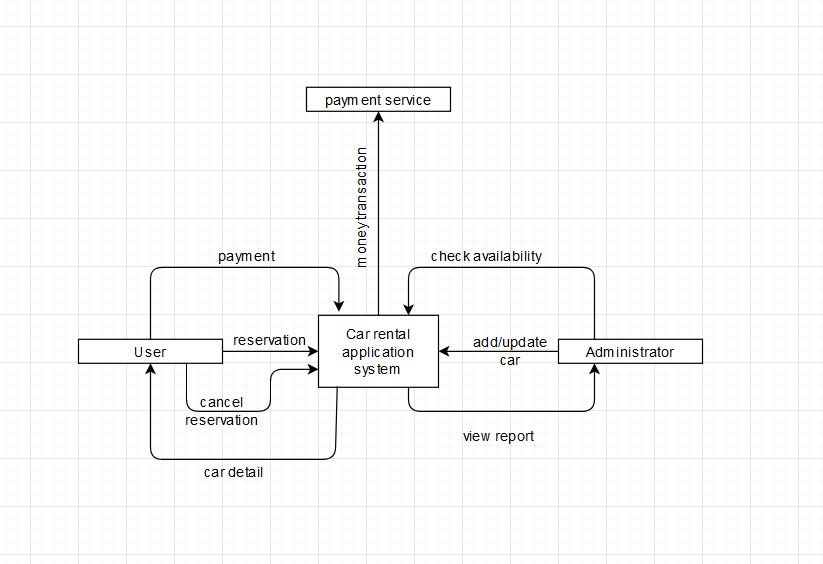 payment service
money transaction
payment
check availability
Car rental
application
system
reservation
add/update
car
User
Administrator
cancel
reservation
view report
car detail